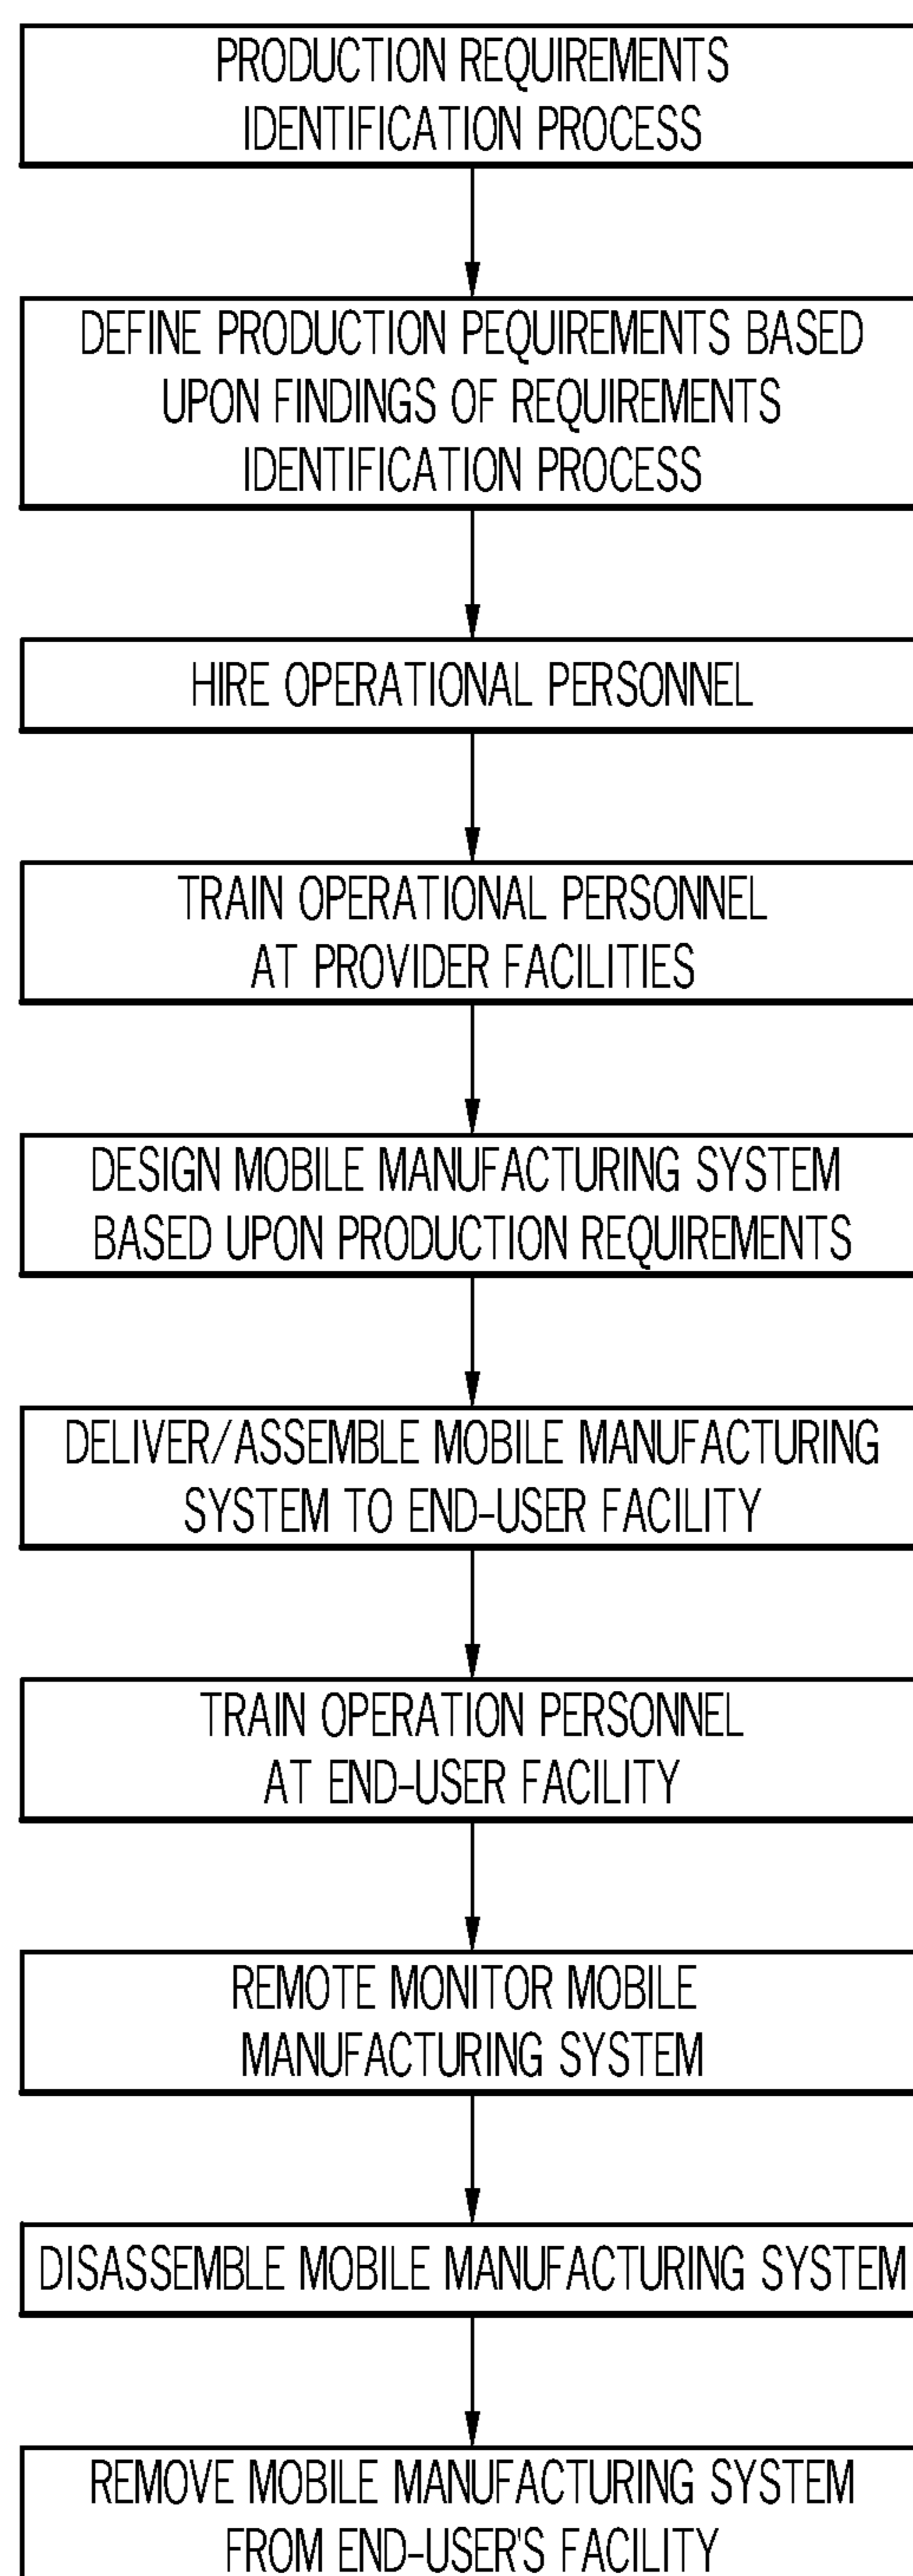 PRODUCTION REQUIREMENTS
IDENTIFICATION PROCESS
DEFINE PRODUCTION PEQUIREMENTS BASED
UPON FINDINGS OF REQUIREMENTS
IDENTIFICATION PROCESS
HIRE OPERATIONAL PERSONNEL
TRAIN OPERATIONAL PERSONNEL
AT PROVIDER FACILITIES
DESIGN MOBILE MANUFACTURING SYSTEM
BASED UPON PRODUCTION REQUIREMENTS
DELIVER/ASSEMBLE MOBILE MANUFACTURING
SYSTEM TO END-USER FACILITY
TRAIN OPERATION PERSONNEL
AT END-USER FACILITY
REMOTE MONITOR MOBILE
MANUFACTURING SYSTEM
DISASSEMBLE MOBILE MANUFACTURING SYSTEM
REMOVE MOBILE MANUFACTURING SYSTEM
FROM END-USER'S FACILITY